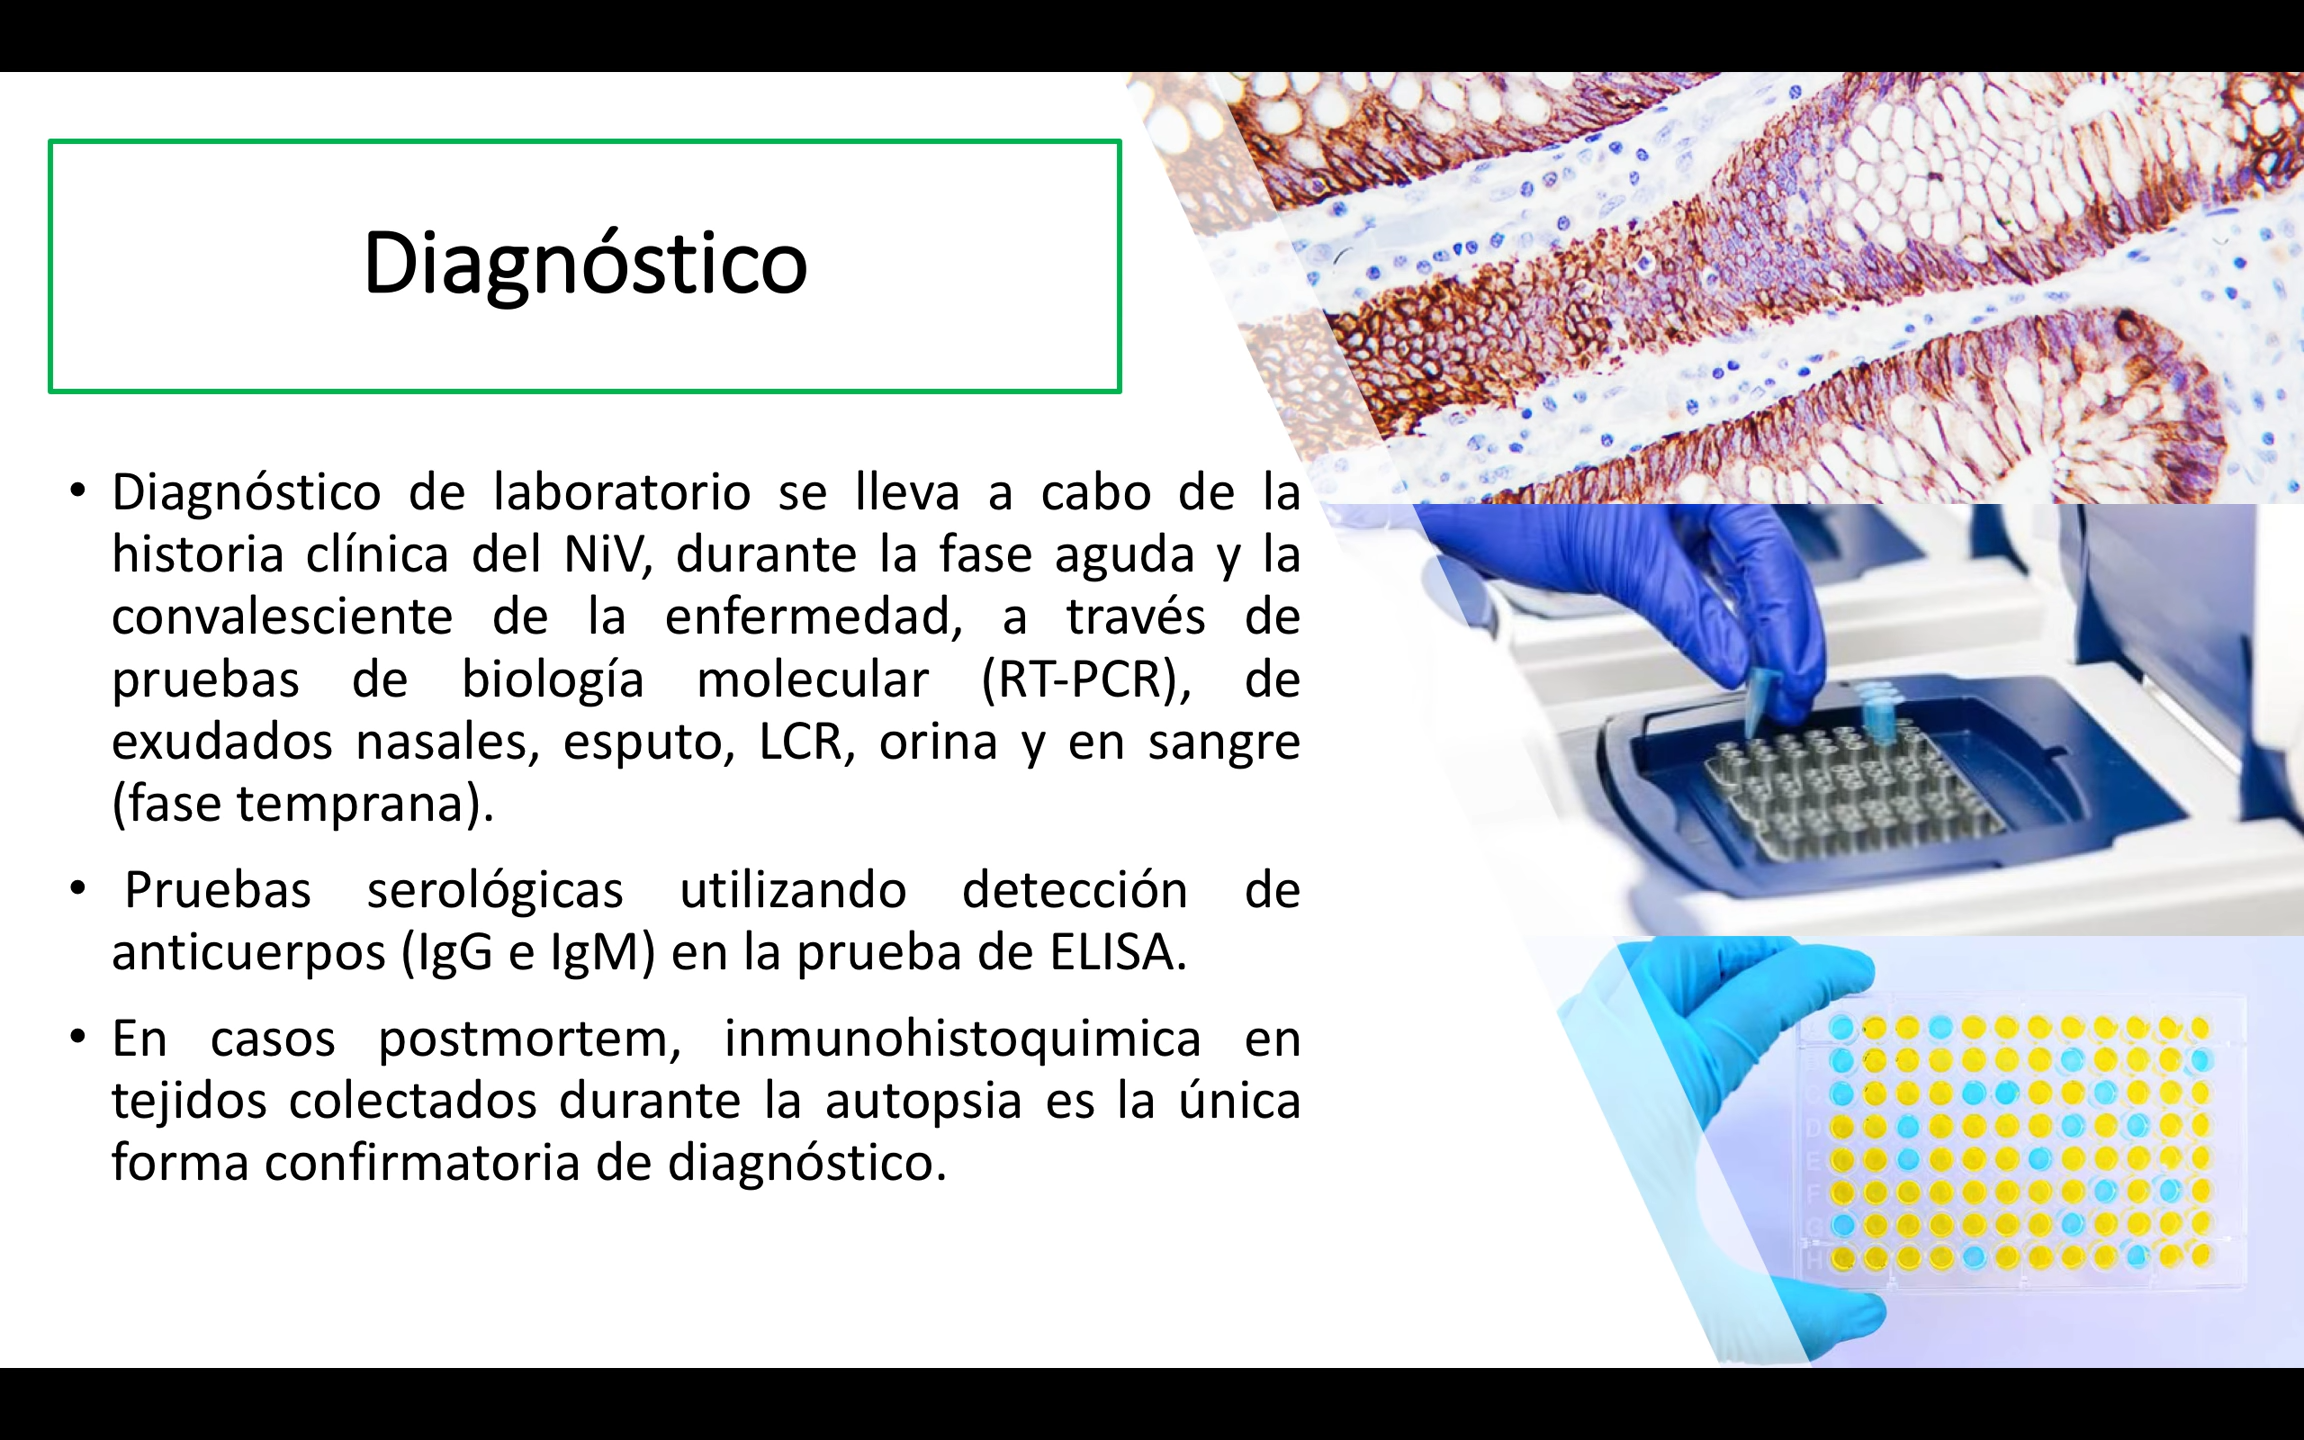 Diagnóstico
• Diagnóstico de laboratorio se lleva a cabo de la
historia clínica del NiV, durante la fase aguda y la
convalesciente de la enfermedad, a través de
pruebas de biología molecular (RT-PCR), de
exudados nasales, esputo, LCR, orina y en sangre
(fase temprana).
• Pruebas serológicas utilizando detección de
anticuerpos (IgG e IgM) en la prueba de ELISA.
• En casos postmortem, inmunohistoquimica en
tejidos colectados durante la autopsia es la única
forma confirmatoria de diagnóstico.
D
E
F
G
H